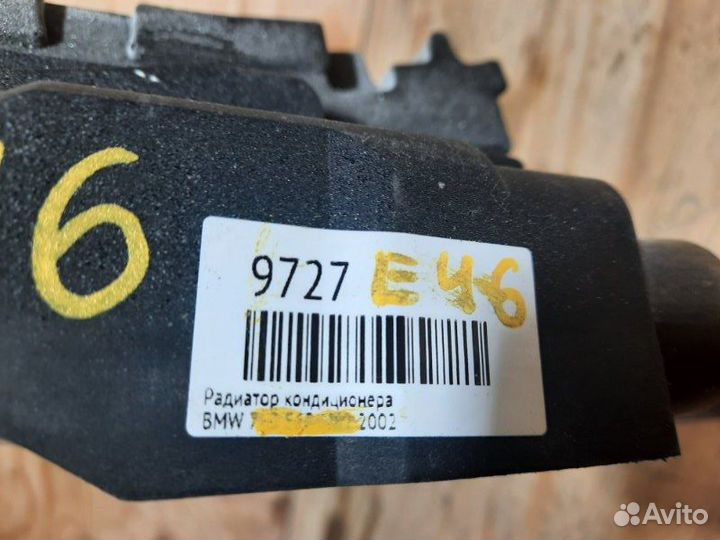 6
9727 E46
Радиатор кондиционера
BMW 2002
Avito